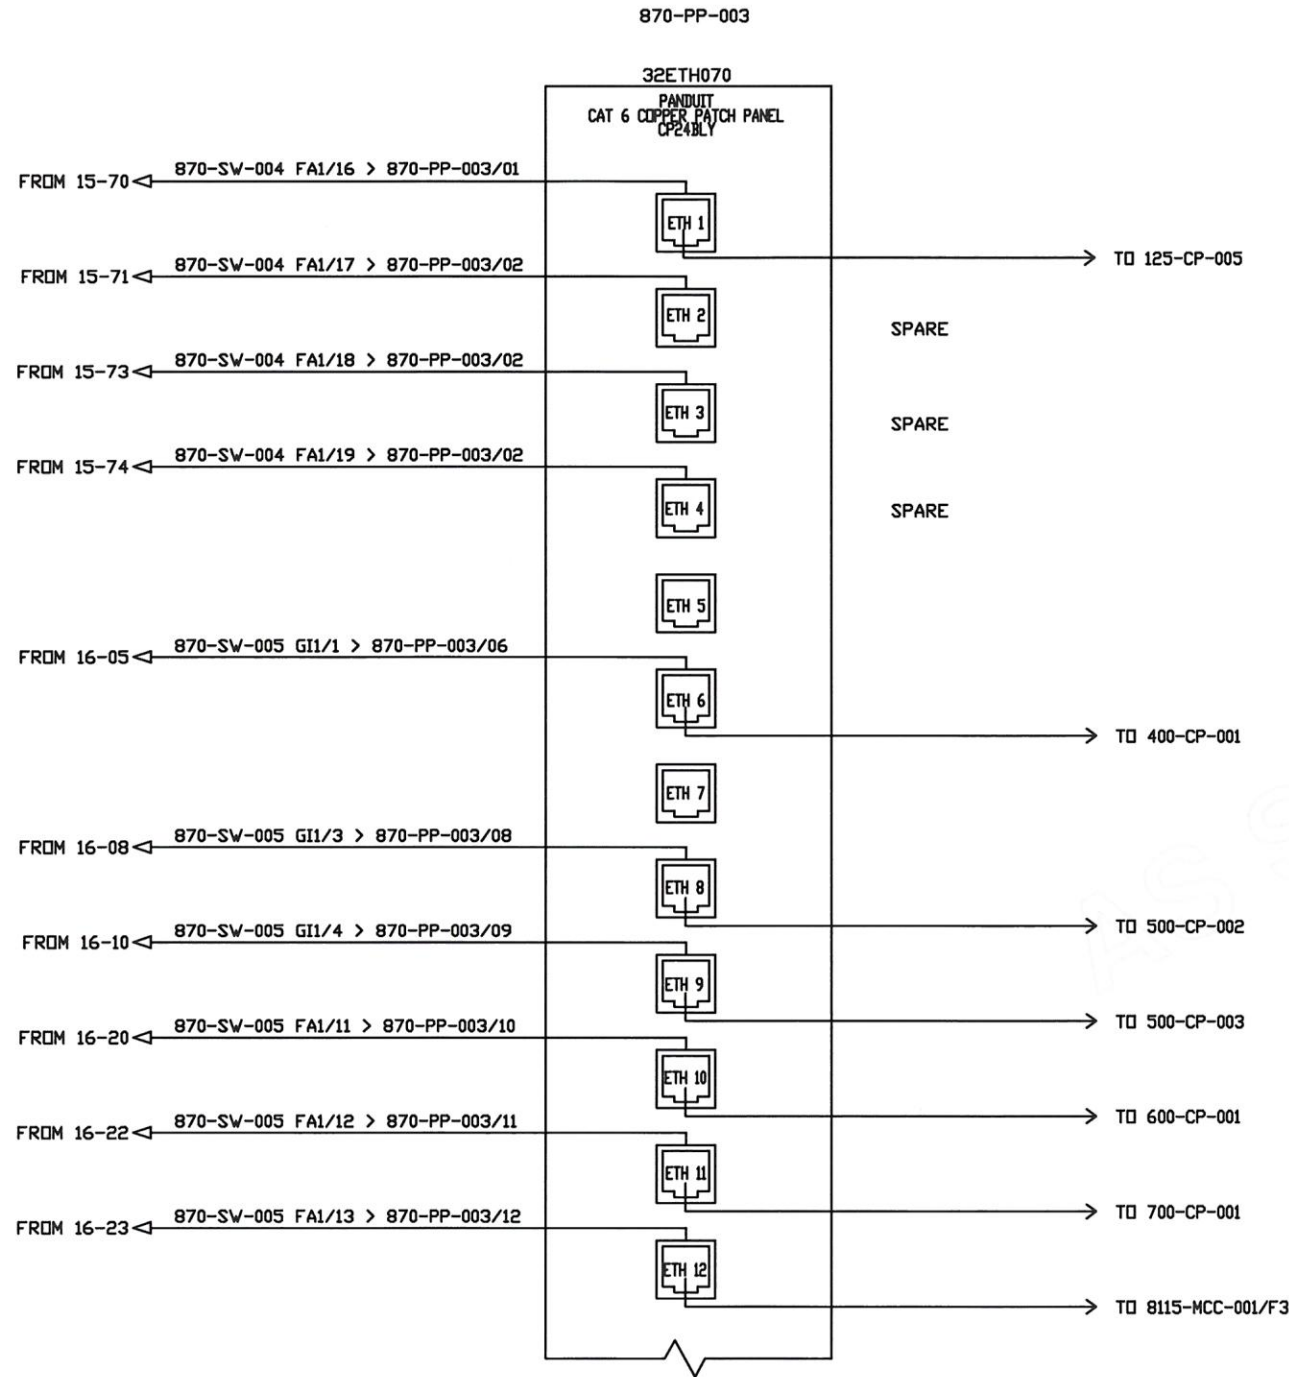 870-PP-003
32ETH070
PANDUIT
CAT 6 COPPER PATCH PANEL
CP24BLY
870-SW-004 FA1/16 > 870-PP-003/01
FROM 15-70
ETH 1
TO 125-CP-005
870-SW-004 FA1/17 > 870-PP-003/02
FROM 15-71
ETH 2
SPARE
870-SW-004 FA1/18 > 870-PP-003/02
FROM 15-73
ETH 3
SPARE
870-SW-004 FA1/19 > 870-PP-003/02
FROM 15-74
ETH 4
SPARE
ETH 5
870-SW-005 GI1/1 > 870-PP-003/06
FROM 16-05
ETH 6
TO 400-CP-001
ETH 7
870-SW-005 GI1/3 > 870-PP-003/08
FROM 16-08
ETH 8
TO 500-CP-002
870-SW-005 GI1/4 > 870-PP-003/09
FROM 16-10
ETH 9
TO 500-CP-003
870-SW-005 FA1/11 > 870-PP-003/10
FROM 16-20
ETH 10
TO 600-CP-001
870-SW-005 FA1/12 > 870-PP-003/11
FROM 16-22
ETH 11
TO 700-CP-001
870-SW-005 FA1/13 > 870-PP-003/12
FROM 16-23
ETH 12
TO 8115-MCC-001/F3